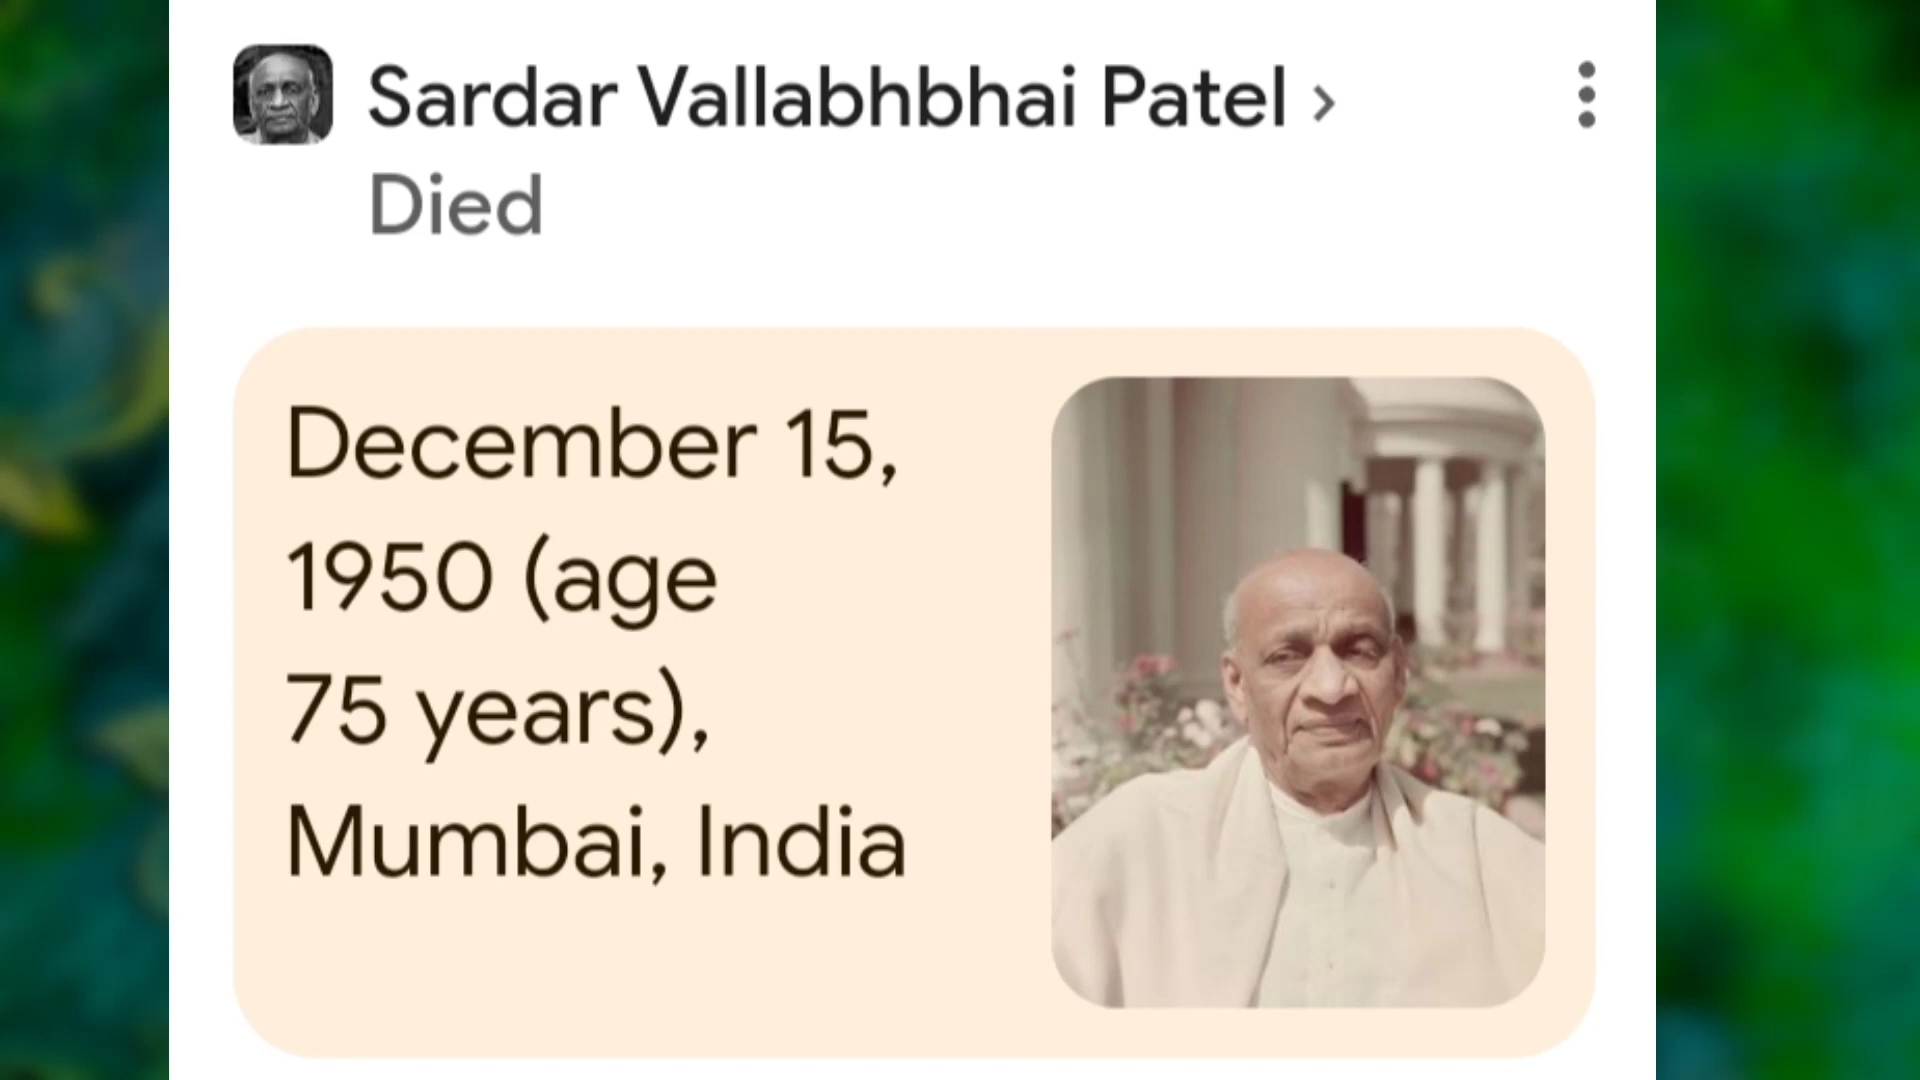 Sardar Vallabhbhai Patel >
Died
December 15,
1950 (age
75 years),
Mumbai, India